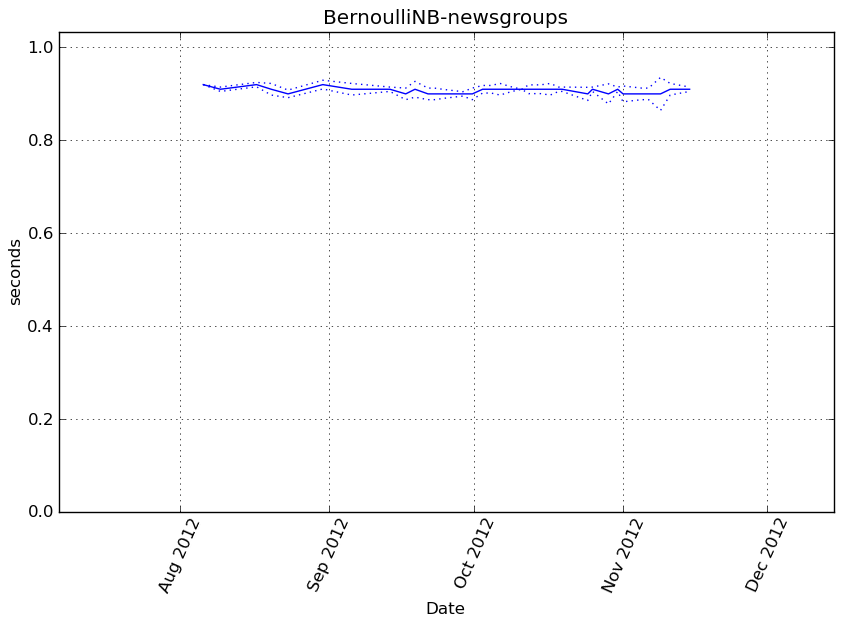 BernoulliNB-newsgroups
1.0
0.8
0.6
0.4
0.2
0.0
seconds
Aug 2012
Sep 2012
Oct 2012
Nov 2012
Dec 2012
Date